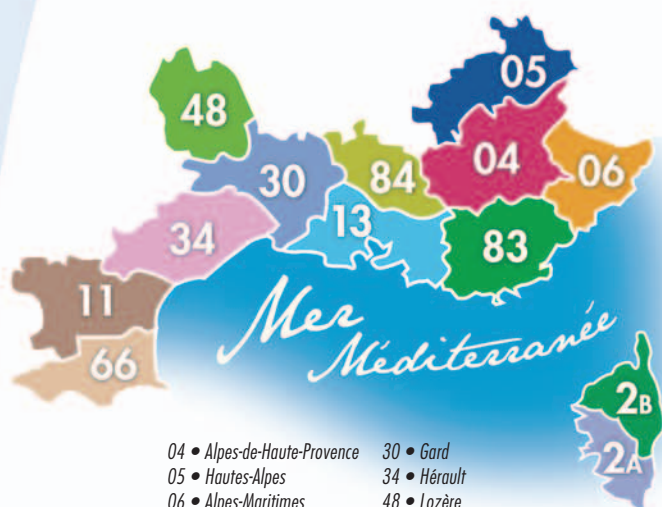 05
48
04
06
30
84
34
13
83
11
Mer
Méditerranée
66
2B
2A
04 • Alpes-de-Haute-Provence
05 • Hautes-Alpes
06 • Alpes-Maritimes
30 • Gard
34 • Hérault
48 • Lozère